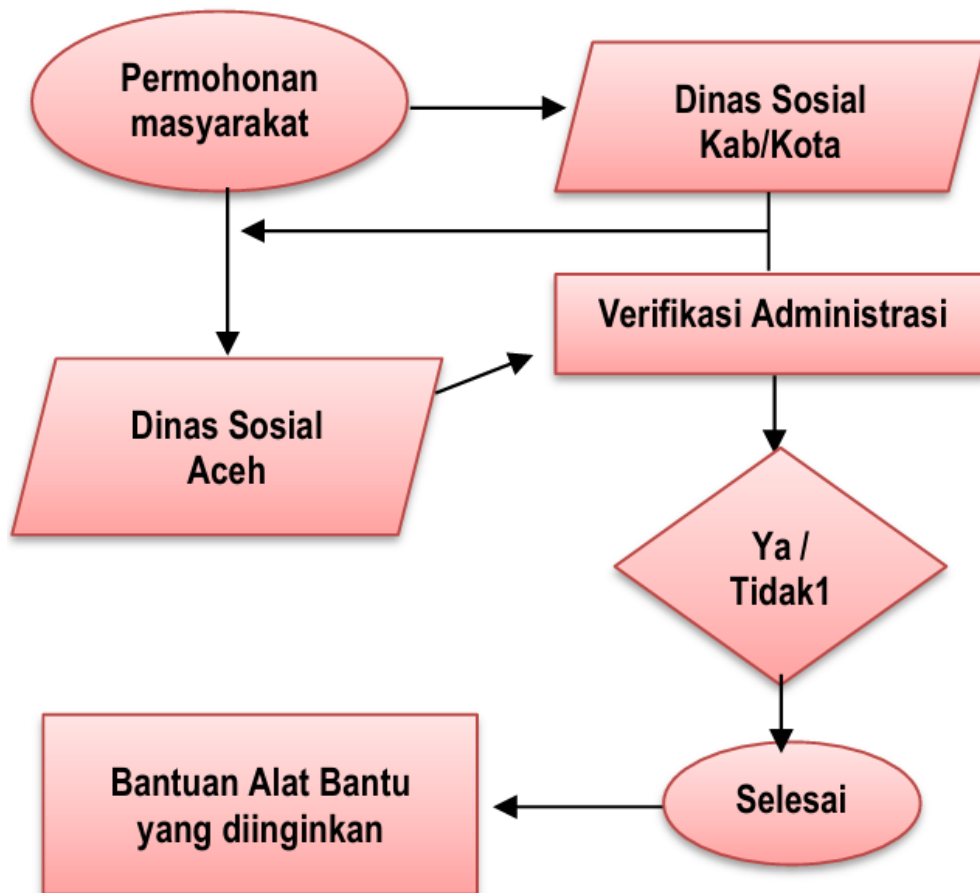 Permohonan
masyarakat
Dinas Sosial
Kab/Kota
Verifikasi Administrasi
Dinas Sosial
Aceh
Ya /
Tidak1
Bantuan Alat Bantu
yang diinginkan
Selesai